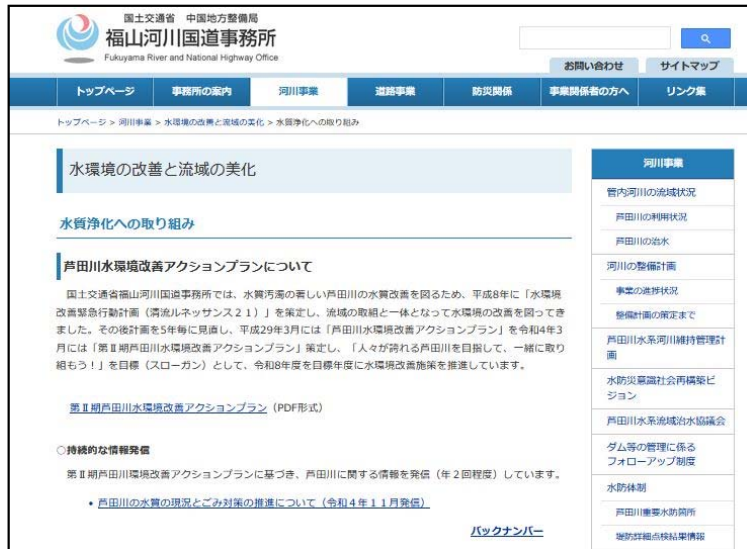 国土交通省 中国地方整備局
福山河川国道事務所
Fukuyama River and National Highway Office
お問い合わせ サイトマップ
トップページ 事務所の案内 河川事業 道路事業 防災関係 事業関係者の方へ リンク集
トップページ > 河川事業 > 水環境の改善と流域の美化 > 水質浄化への取り組み
水環境の改善と流域の美化
水質浄化への取り組み
芦田川水環境改善アクションプランについて
国土交通省福山河川国道事務所では、水質汚濁の著しい芦田川の水質改善を図るため、平成8年に「水環
境改善緊急行動計画（清流ルネッサンス２１）」を策定し、流域の取組と一体となって水環境の改善を図ってき
ました。その後計画を5年毎に見直し、平成29年3月には「芦田川水環境改善アクションプラン」を令和4年3
月には「第Ⅱ期芦田川水環境改善アクションプラン」策定し、「人々が誇れる芦田川を目指して、一緒に取り
組もう！」を目標（スローガン）として、令和8年度を目標年度に水環境改善施策を推進しています。
第Ⅱ期芦田川水環境改善アクションプラン（PDF形式）
○持続的な情報発信
第Ⅱ期芦田川環境改善アクションプランに基づき、芦田川に関する情報を発信（年２回程度）しています。
• 芦田川の水質の現況とごみ対策の推進について（令和４年１１月発信）
バックナンバー
河川事業
管内河川の流域状況
芦田川の利用状況
芦田川の治水
河川の整備計画
事業の進捗状況
整備計画の策定まで
芦田川水系河川維持管理計
画
水防災意識社会再構築ビ
ジョン
芦田川水系流域治水協議会
ダム等の管理に係る
フォローアップ制度
水防体制
芦田川重要水防箇所
堤防詳細点検結果情報